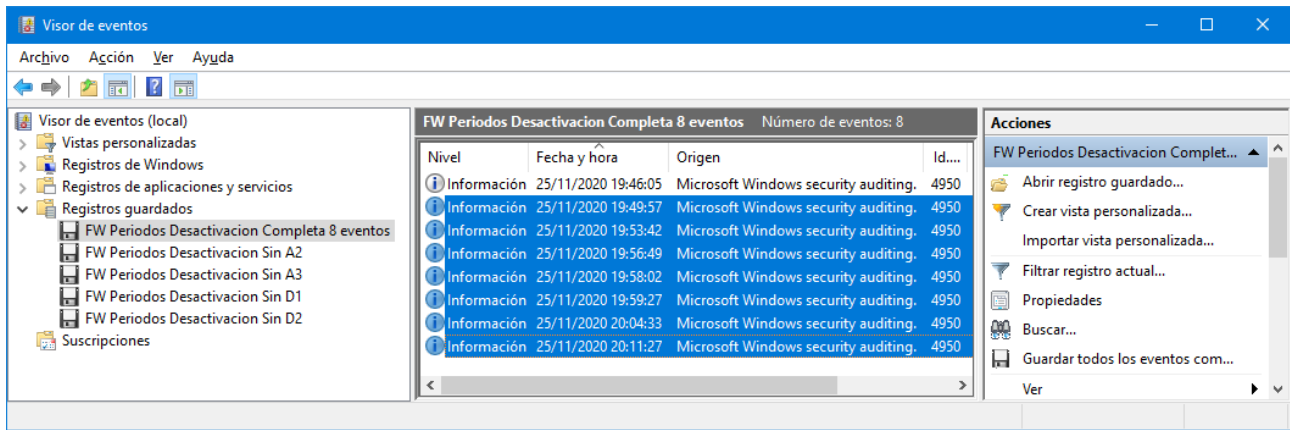 Visor de eventos
Archivo Acción Ver Ayuda
Visor de eventos (local)
Vistas personalizadas
Registros de Windows
Registros de aplicaciones y servicios
Registros guardados
FW Periodos Desactivacion Completa 8 eventos
FW Periodos Desactivacion Sin A2
FW Periodos Desactivacion Sin A3
FW Periodos Desactivacion Sin D1
FW Periodos Desactivacion Sin D2
Suscripciones
FW Periodos Desactivacion Completa 8 eventos Número de eventos: 8
Nivel Fecha y hora Origen Id....
Información 25/11/2020 19:46:05 Microsoft Windows security auditing. 4950
Información 25/11/2020 19:49:57 Microsoft Windows security auditing. 4950
Información 25/11/2020 19:53:42 Microsoft Windows security auditing. 4950
Información 25/11/2020 19:56:49 Microsoft Windows security auditing. 4950
Información 25/11/2020 19:58:02 Microsoft Windows security auditing. 4950
Información 25/11/2020 19:59:27 Microsoft Windows security auditing. 4950
Información 25/11/2020 20:04:33 Microsoft Windows security auditing. 4950
Información 25/11/2020 20:11:27 Microsoft Windows security auditing. 4950
Acciones
FW Periodos Desactivacion Complet...
Abrir registro guardado...
Crear vista personalizada...
Importar vista personalizada...
Filtrar registro actual...
Propiedades
Buscar...
Guardar todos los eventos com...
Ver